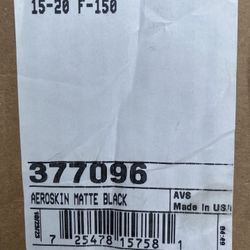 15-20 F-150
377096
AEROSKIN MATTE BLACK
AVS
Made in USA
7 25478 15758 1